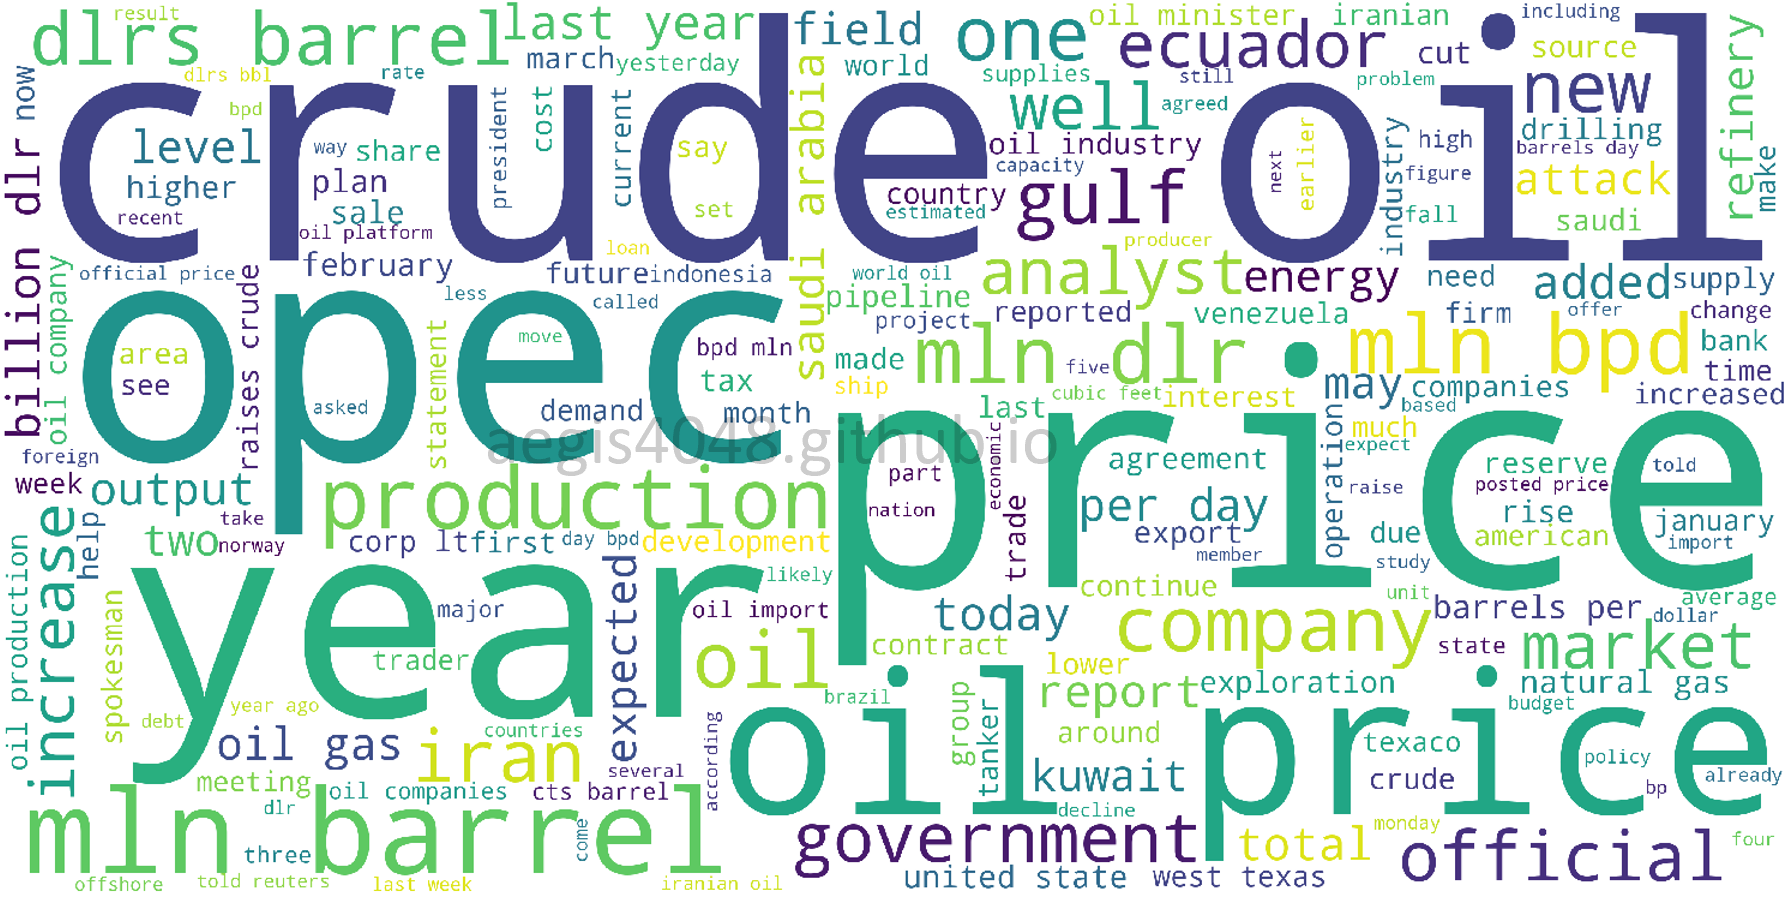 dlrs barrel
last year
field
one
oil minister
iranian
including
ecuador
cut
source
refinery
now
dlrs bbl
rate
march
yesterday
world
supplies
still
problem
new
crude oil
bpd
president
cost
current
say
saudi arabia
well
agreed
drilling
level
way
share
oil industry
next
earlier
industry
high
barrels day
make
higher
plan
capacity
country
gulf
figure
attack
recent
sale
set
estimated
fall
saudi
billion dlr
oil platform
loan
producer
official price
february
future
indonesia
world oil
analyst
energy
need
added
supply
oil company
raises crude
less
called
pipeline
reported
venezuela
firm
offer
change
opec
area
see
statement
move
bpd mln
project
made
mln dlr
mln bpd
bank
tax
ship
five
cubic feet
interest
may
companies
time
increased
asked
demand
month
last
based
aegis4048.github.io
price
much
expect
foreign
week
output
production
part
economic
agreement
operation
reserve
told
posted price
raise
rise
nation
per day
january
increase
help
take
two
norway
corp lt
first
day bpd
development
trade
export
member
due
american
import
study
oil production
spokesman
year
expected
likely
continue
unit
average
major
oil import
today
company
barrels per
dollar
trader
oil
contract
lower
state
market
debt
year ago
countries
brazil
group
tanker
report
exploration
natural gas
budget
oil gas
iran
according
oil price
around
texaco
policy
meeting
several
kuwait
crude
already
bp
dlr
oil companies
cts barrel
decline
mln barrel
three
come
government
total
monday
official
four
offshore
told reuters
last week
iranian oil
united state
west texas
result